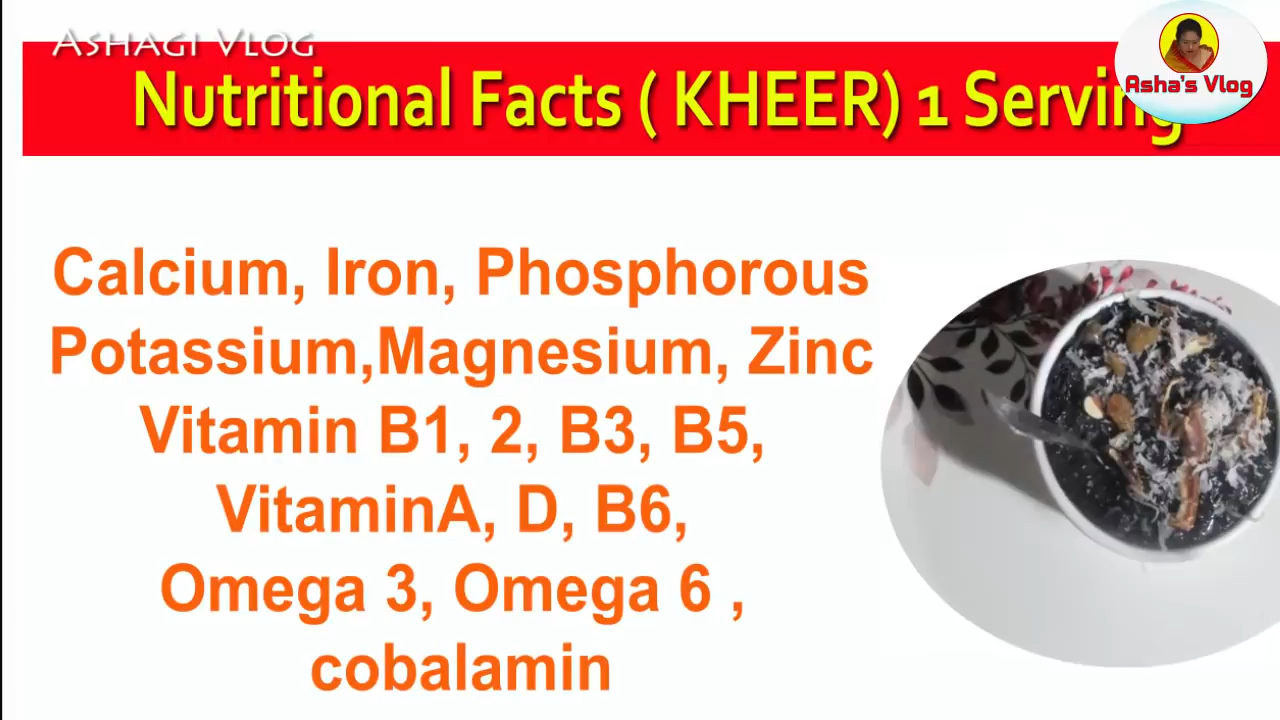 ASHAGI VLOG
Nutritional Facts ( KHEER) 1 Serving
Asha's Vlog
Calcium, Iron, Phosphorous
Potassium,Magnesium, Zinc
Vitamin B1, 2, B3, B5,
VitaminA, D, B6,
Omega 3, Omega 6 ,
cobalamin